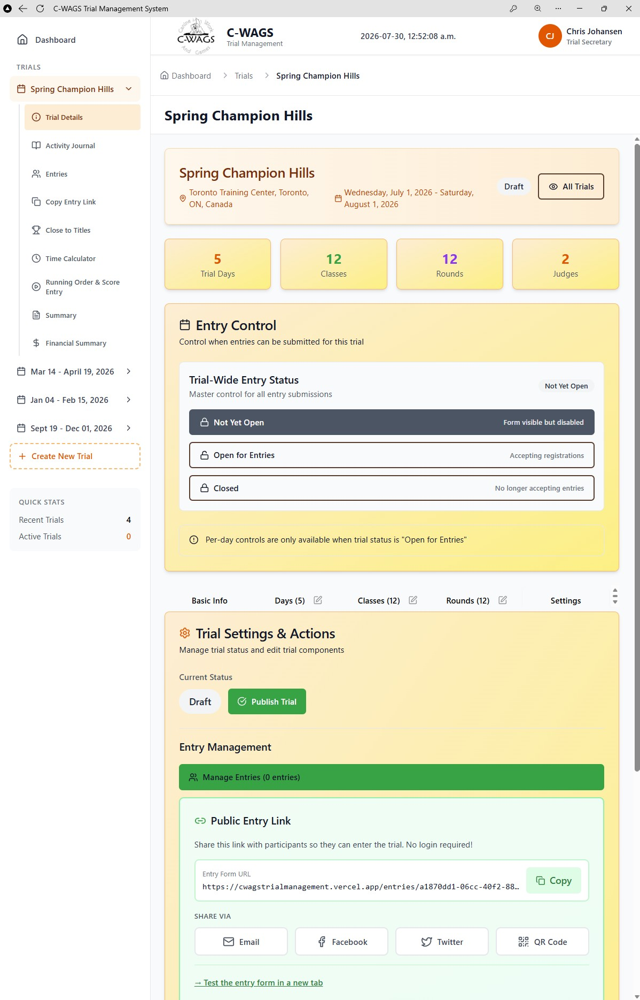 C-WAGS Trial Management System
Dashboard
TRIALS
Spring Champion Hills
Trial Details
Activity Journal
Entries
Copy Entry Link
Close to Titles
Time Calculator
Running Order & Score
Entry
Summary
Financial Summary
Mar 14 - April 19, 2026
Jan 04 - Feb 15, 2026
Sept 19 - Dec 01, 2026
Create New Trial
QUICK STATS
Recent Trials 4
Active Trials 0
Canine Work
C-WAGS
And Games
C-WAGS
Trial Management
2026-07-30, 12:52:08 a.m.
CJ
Chris Johansen
Trial Secretary
Dashboard > Trials > Spring Champion Hills
Spring Champion Hills
Spring Champion Hills
Toronto Training Center, Toronto,
ON, Canada
Wednesday, July 1, 2026 - Saturday,
August 1, 2026
Draft
All Trials
5
Trial Days
12
Classes
12
Rounds
2
Judges
Entry Control
Control when entries can be submitted for this trial
Trial-Wide Entry Status
Master control for all entry submissions
Not Yet Open
Not Yet Open Form visible but disabled
Open for Entries Accepting registrations
Closed No longer accepting entries
Per-day controls are only available when trial status is "Open for Entries"
Basic Info Days (5) Classes (12) Rounds (12) Settings
Trial Settings & Actions
Manage trial status and edit trial components
Current Status
Draft Publish Trial
Entry Management
Manage Entries (0 entries)
Public Entry Link
Share this link with participants so they can enter the trial. No login required!
Entry Form URL
https://cwagstrialmanagement.vercel.app/entries/a1870dd1-06cc-40f2-88…
Copy
SHARE VIA
Email Facebook Twitter QR Code
→ Test the entry form in a new tab